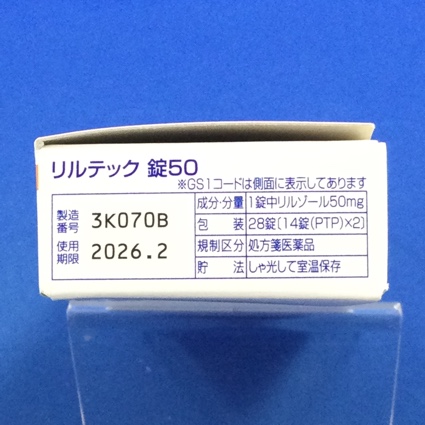 リルテック 錠50
※GS1コードは側面に表示してあります
製造番号 3K070B
使用期限 2026.2
成分・分量 1錠中リルゾール50mg
包装 28錠[14錠(PTP)×2]
規制区分 処方箋医薬品
貯法 しゃ光して室温保存